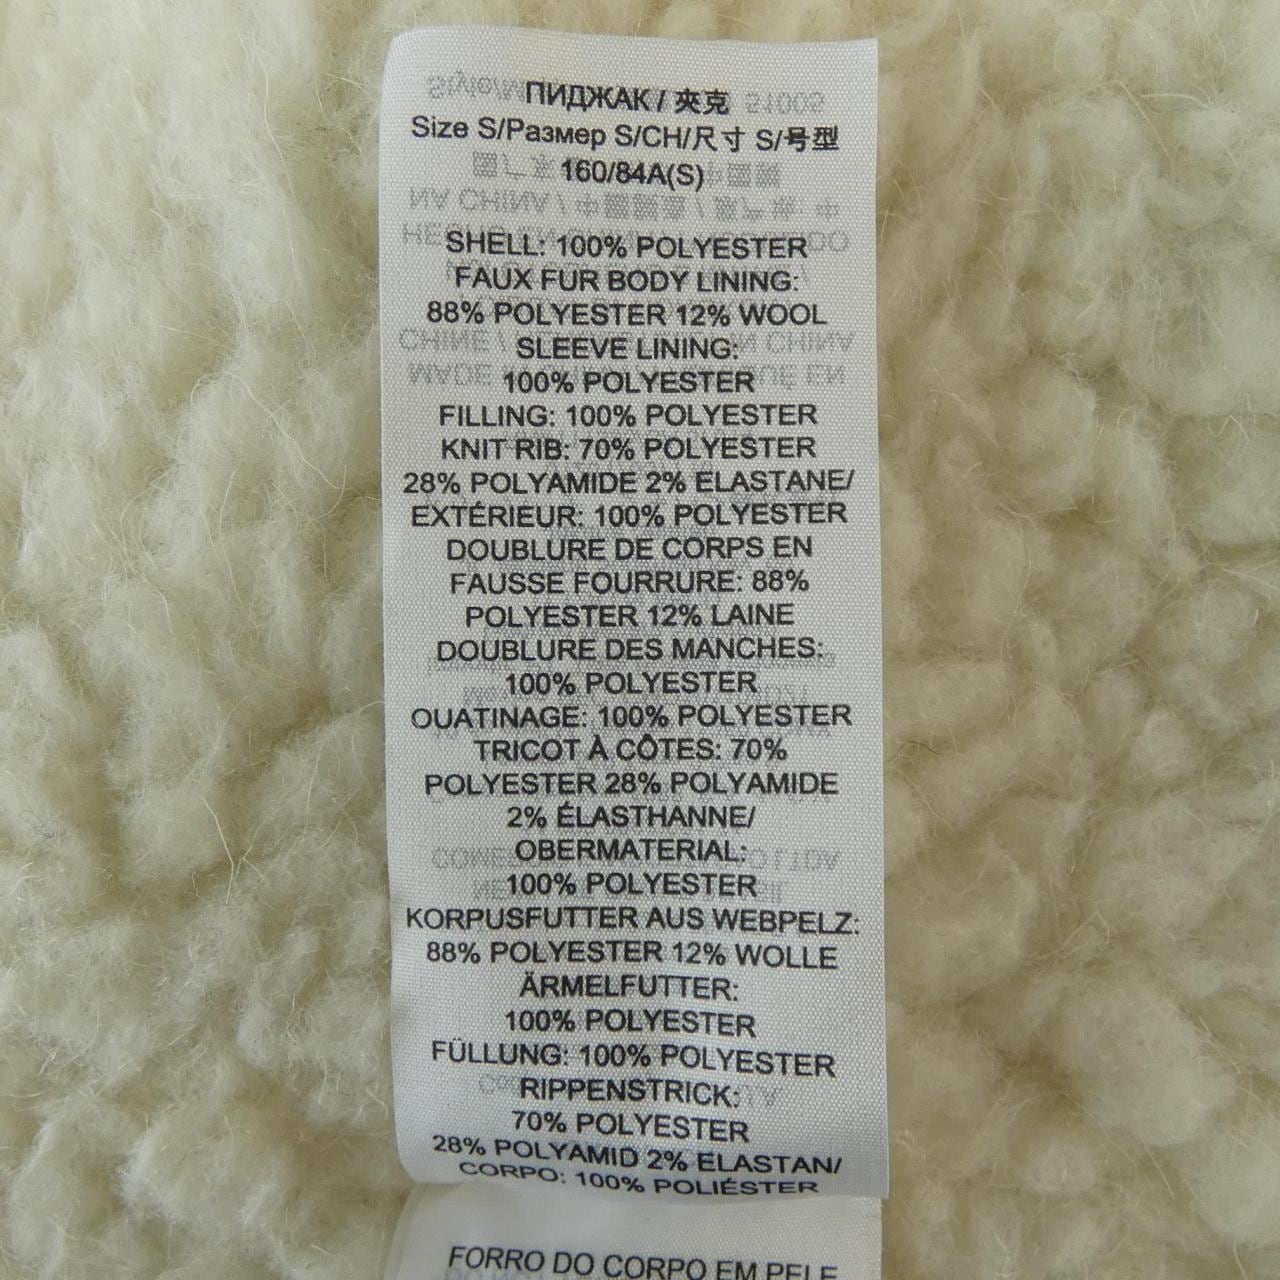 ПИДЖАК / 夾克
Size S/Размер S/CH/尺寸 S/号型
160/84A(S)
SHELL: 100% POLYESTER
FAUX FUR BODY LINING:
88% POLYESTER 12% WOOL
SLEEVE LINING:
100% POLYESTER
FILLING: 100% POLYESTER
KNIT RIB: 70% POLYESTER
28% POLYAMIDE 2% ELASTANE/
EXTÉRIEUR: 100% POLYESTER
DOUBLURE DE CORPS EN
FAUSSE FOURRURE: 88%
POLYESTER 12% LAINE
DOUBLURE DES MANCHES:
100% POLYESTER
OUATINAGE: 100% POLYESTER
TRICOT À CÔTES: 70%
POLYESTER 28% POLYAMIDE
2% ÉLASTHANNE/
OBERMATERIAL:
100% POLYESTER
KORPUSFUTTER AUS WEBPELZ:
88% POLYESTER 12% WOLLE
ÄRMELFUTTER:
100% POLYESTER
FÜLLUNG: 100% POLYESTER
RIPPENSTRICK:
70% POLYESTER
28% POLYAMID 2% ELASTAN/
CORPO: 100% POLIÉSTER
FORRO DO CORPO EM PELE